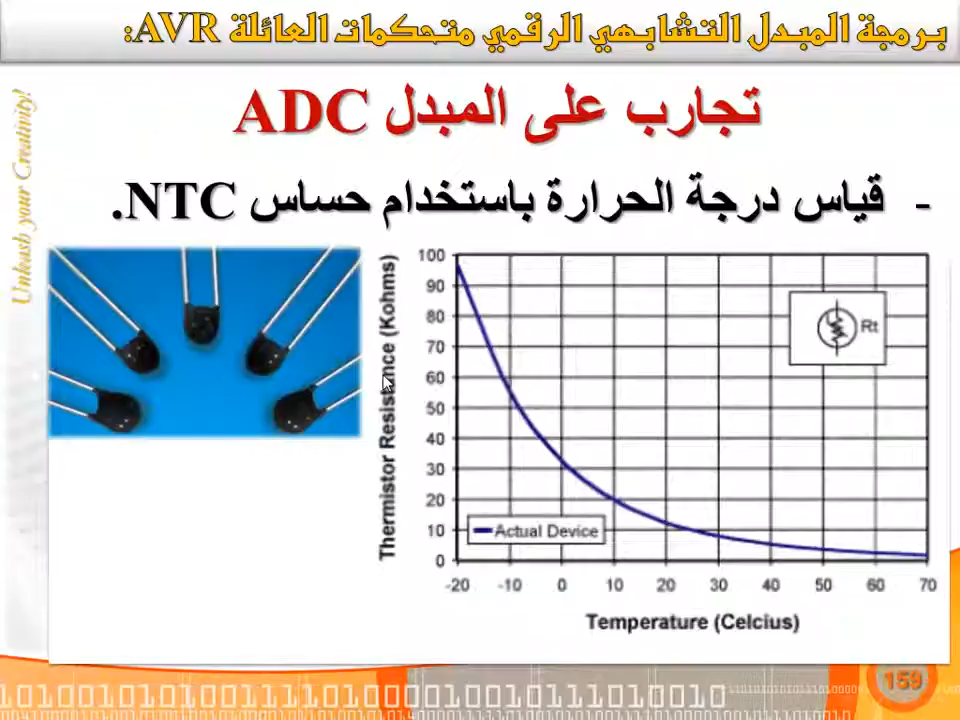 برمجة المبدل التشابهي الرقمي متحكمات العائلة AVR:
Unleash your Creativity!
تجارب على المبدل ADC
- قياس درجة الحرارة باستخدام حساس NTC.
Thermistor Resistance (Kohms)
100
90
80
70
60
50
40
30
20
10
0
Rt
Actual Device
-20 -10 0 10 20 30 40 50 60 70
Temperature (Celcius)
159